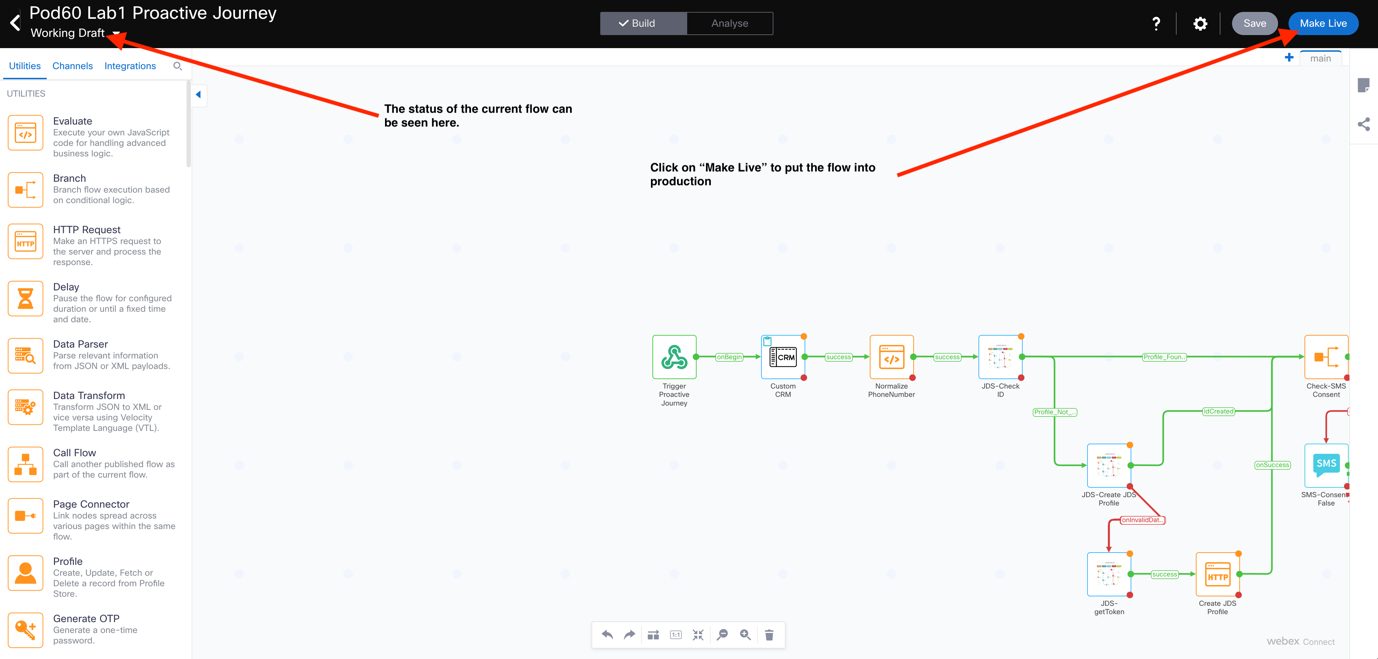 Pod60 Lab1 Proactive Journey
Working Draft
Build
Analyse
?
Save
Make Live
Utilities
Channels
Integrations
main
UTILITIES
Evaluate
Execute your own JavaScript
code for handling advanced
business logic.
Branch
Branch flow execution based
on conditional logic.
HTTP
HTTP Request
Make an HTTPS request to
the server and process the
response.
Delay
Pause the flow for configured
duration or until a fixed time
and date.
Data Parser
Parse relevant information
from JSON or XML payloads.
Data Transform
Transform JSON to XML or
vice versa using Velocity
Template Language (VTL).
Call Flow
Call another published flow as
part of the current flow.
Page Connector
Link nodes spread across
various pages within the same
flow.
Profile
Create, Update, Fetch or
Delete a record from Profile
Store.
Generate OTP
Generate a one-time
password.
The status of the current flow can
be seen here.
Click on “Make Live” to put the flow into
production
Trigger
Proactive
Journey
onBegin
CRM
Custom
CRM
success
Normalize
PhoneNumber
success
JDS-Check
ID
Profile_Foun..
Check-SMS
Consent
Profile_Not_..
idCreated
JDS-Create JDS
Profile
onSuccess
SMS
SMS-Consen
False
onInvalidDat..
JDS-
getToken
success
HTTP
Create JDS
Profile
1:1
webex Connect